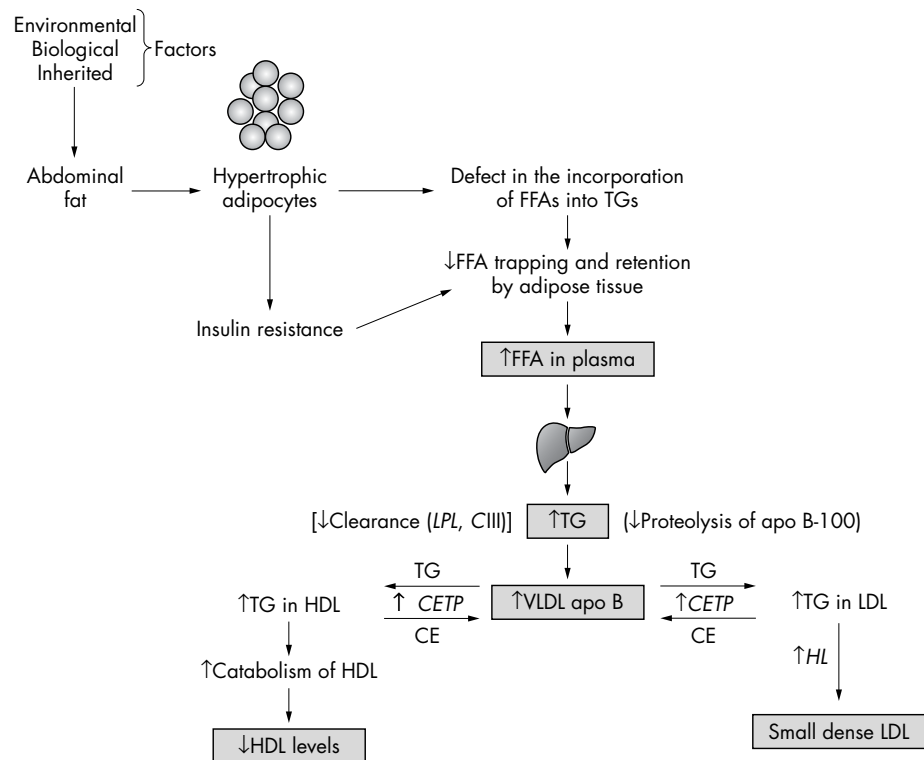 Environmental
Biological
Inherited
Factors
Abdominal
fat
Hypertrophic
adipocytes
Defect in the incorporation
of FFAs into TGs
↓FFA trapping and retention
by adipose tissue
Insulin resistance
↑FFA in plasma
[↓Clearance (LPL, CIII)]
↑TG
(↓Proteolysis of apo B-100)
↑TG in HDL
TG
↑ CETP
CE
↑VLDL apo B
TG
↑CETP
CE
↑TG in LDL
↑Catabolism of HDL
↑HL
↓HDL levels
Small dense LDL